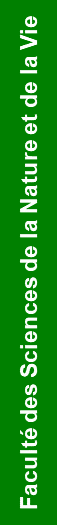 Faculté des Sciences de la Nature et de la Vie